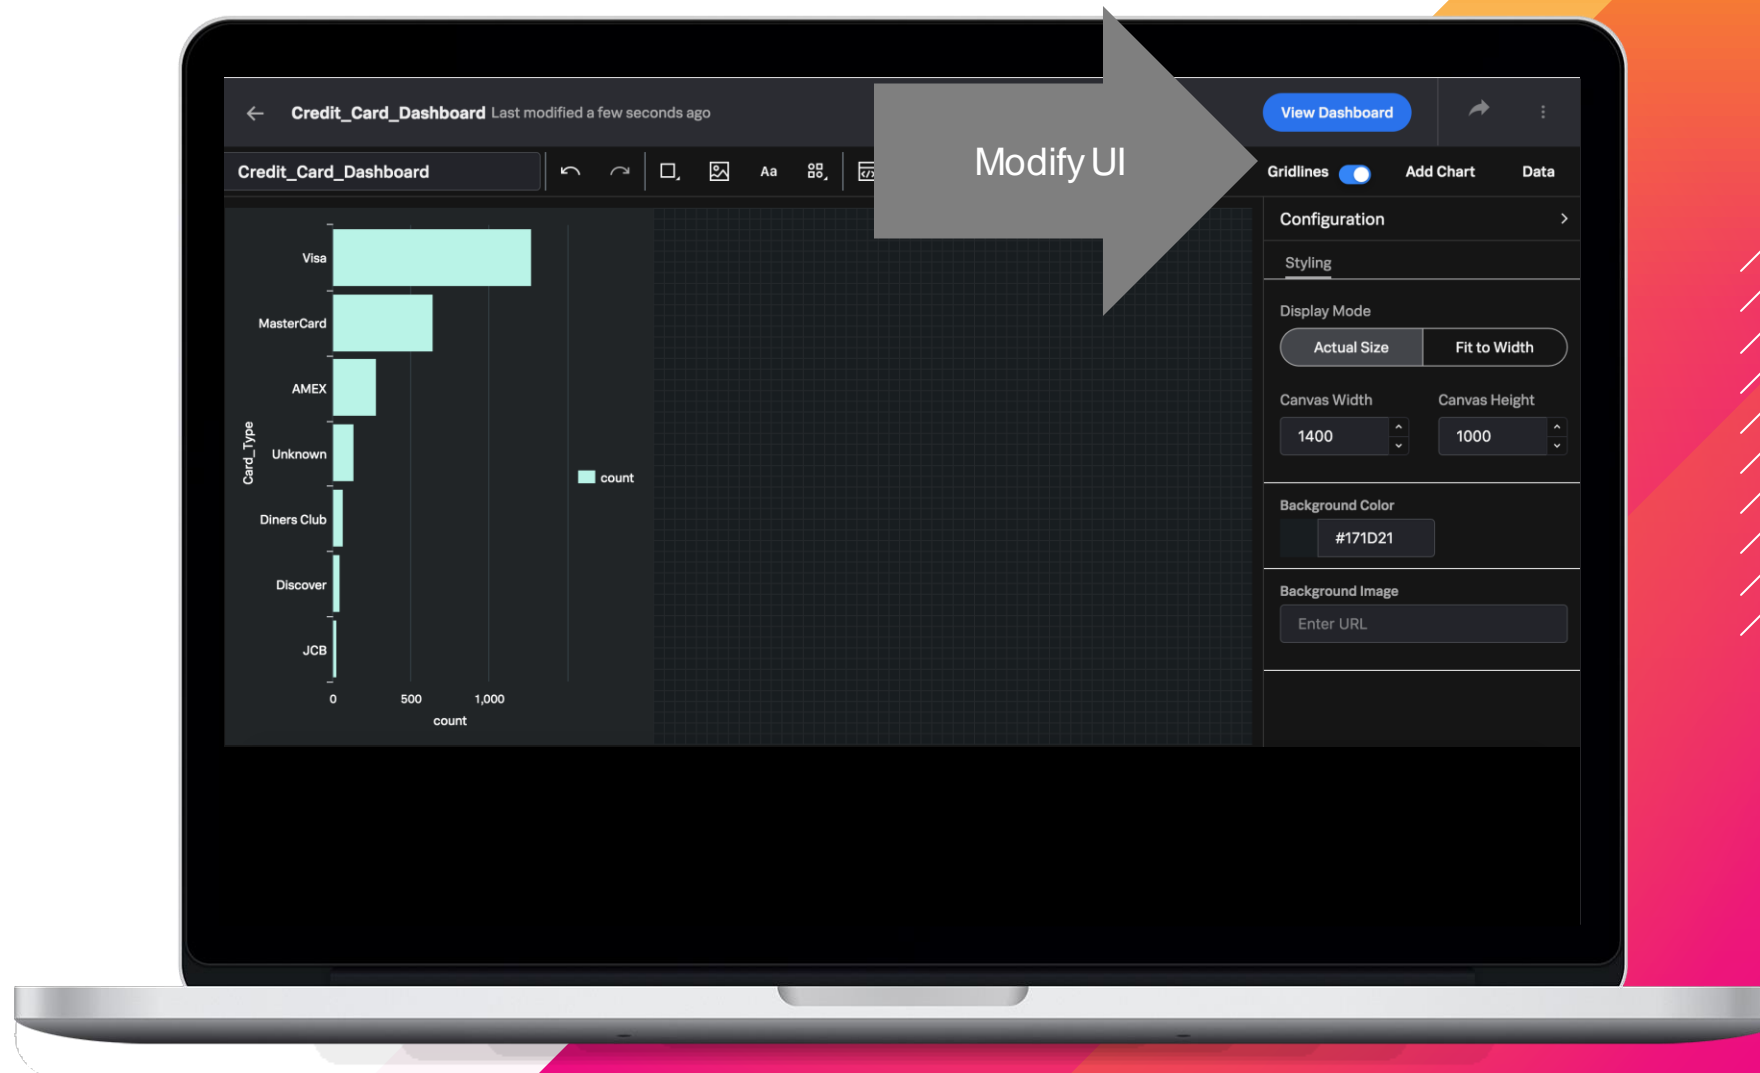 Credit_Card_Dashboard Last modified a few seconds ago
View Dashboard
Modify UI
Credit_Card_Dashboard
Aa
Gridlines
Add Chart
Data
Configuration
Styling
Display Mode
Actual Size
Fit to Width
Canvas Width
Canvas Height
1400
1000
Background Color
#171D21
Background Image
Enter URL
Card_Type
Visa
MasterCard
AMEX
Unknown
Diners Club
Discover
JCB
0 500 1,000
count
count